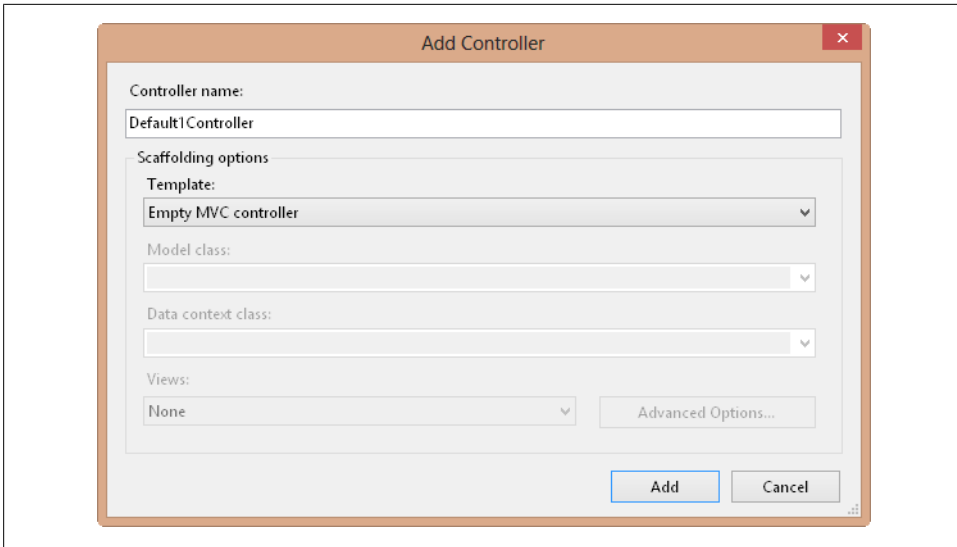 Add Controller
Controller name:
Default1Controller
Scaffolding options
Template:
Empty MVC controller
Model class:
Data context class:
Views:
None
Advanced Options...
Add
Cancel